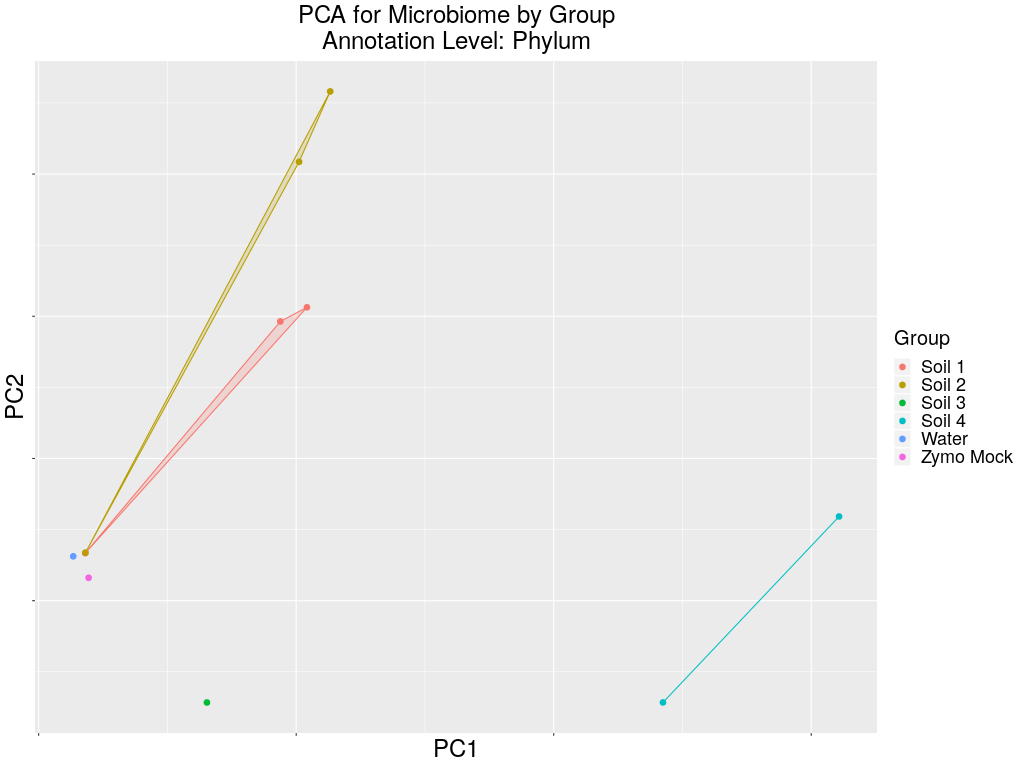 PCA for Microbiome by Group
Annotation Level: Phylum
PC2
PC1
Group
Soil 1
Soil 2
Soil 3
Soil 4
Water
Zymo Mock